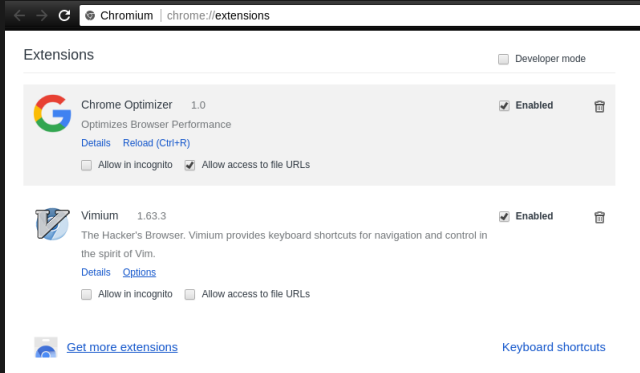 Chromium | chrome://extensions
Extensions
Developer mode
Chrome Optimizer 1.0 Enabled
Optimizes Browser Performance
Details Reload (Ctrl+R)
Allow in incognito Allow access to file URLs
Vimium 1.63.3 Enabled
The Hacker's Browser. Vimium provides keyboard shortcuts for navigation and control in
the spirit of Vim.
Details Options
Allow in incognito Allow access to file URLs
Get more extensions Keyboard shortcuts